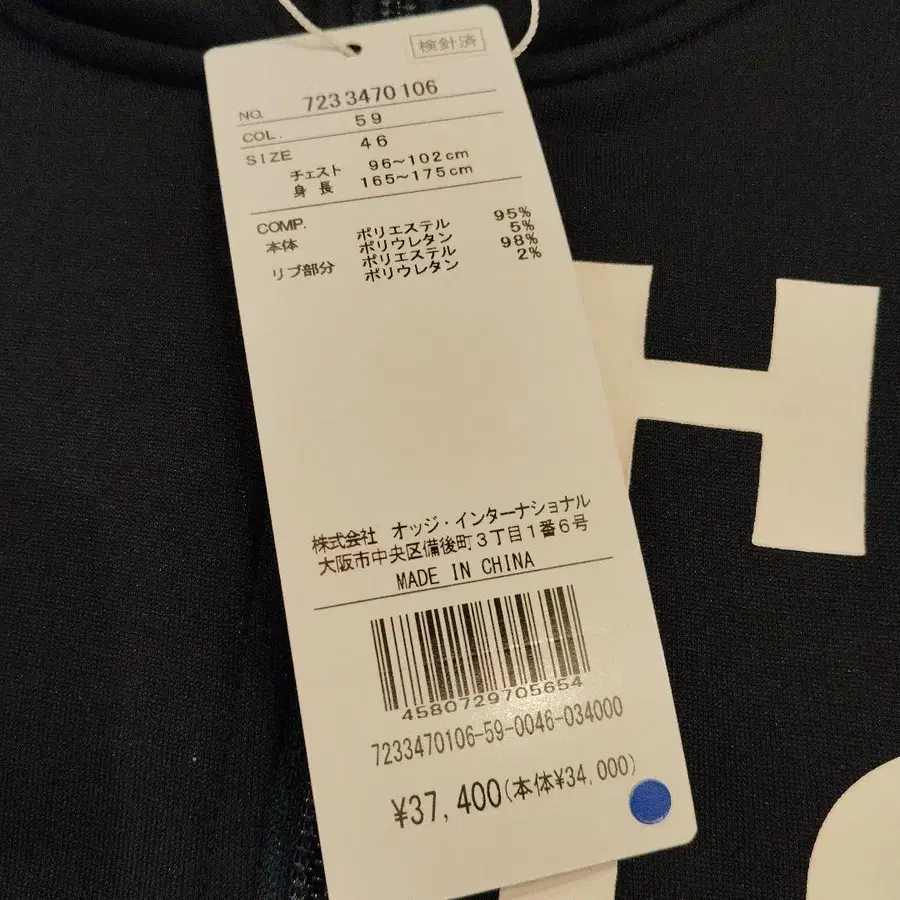 検針済
NO. 7233470106
COL. 59
SIZE 46
チェスト 96~102cm
身長 165~175cm
COMP.
本体 ポリエステル 95%
ポリウレタン 5%
リブ部分 ポリエステル 98%
ポリウレタン 2%
株式会社 オッジ・インターナショナル
大阪市中央区備後町3丁目1番6号
MADE IN CHINA
4580729705654
7233470106-59-0046-034000
¥37,400(本体¥34,000)
H